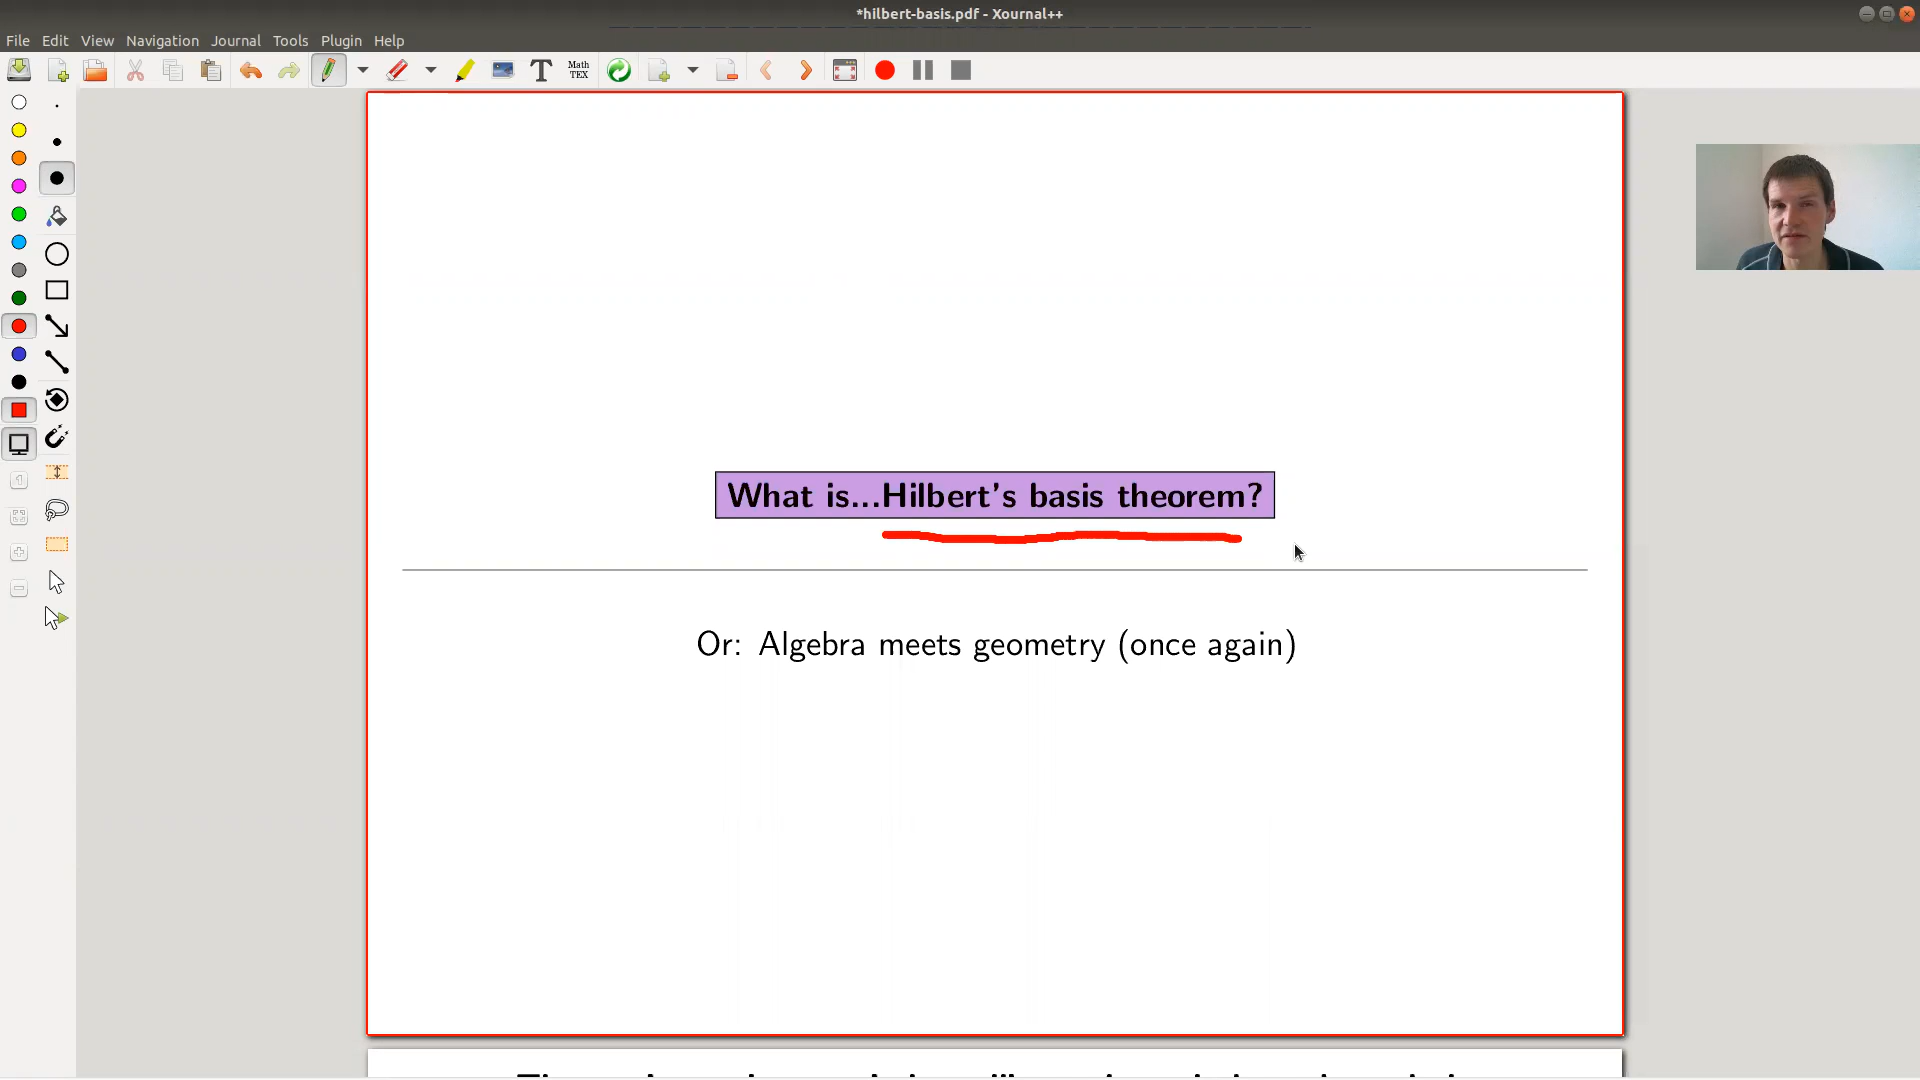 *hilbert-basis.pdf - Xournal++
File Edit View Navigation Journal Tools Plugin Help
Math
TEX
What is...Hilbert's basis theorem?
Or: Algebra meets geometry (once again)